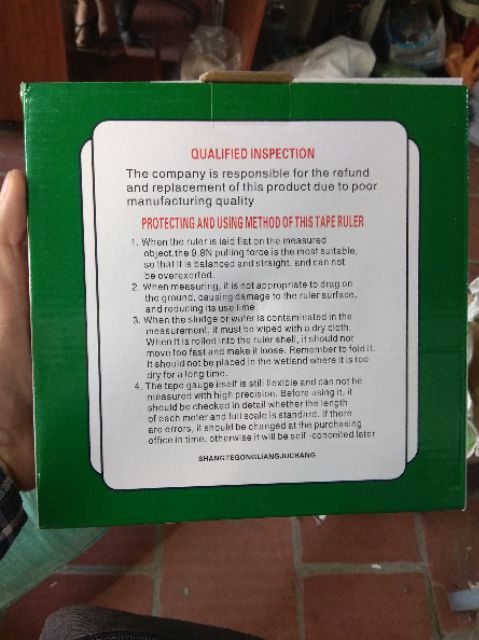 QUALIFIED INSPECTION
The company is responsible for the refund
and replacement of this product due to poor
manufacturing quality
PROTECTING AND USING METHOD OF THIS TAPE RULER
1. When the ruler is laid flat on the measured
object,the 9.8N pulling force is the most suitable,
so that it is balanced and straight, and can not
be overexerted.
2. When measuring, it is not appropriate to drag on
the ground, causing damage to the ruler surface,
and reducing its use time
3. When the sludge or water is contaminated in the
measurement, it must be wiped with a dry cloth.
When it is rolled into the ruler shell, it should not
move too fast and make it loose. Remember to fold it.
It should not be placed in the wetland where it is too
dry for a long time.
4. The tape gauge itself is still flexible and can not be
measured with high precision. Before using it, it
should be checked in detail whether the length
of each meter and full scale is standard. If there
are errors, it should be changed at the purchasing
office in time, otherwise it will be self-conceited later
SHANGTEGONGLIANGJUCHANG